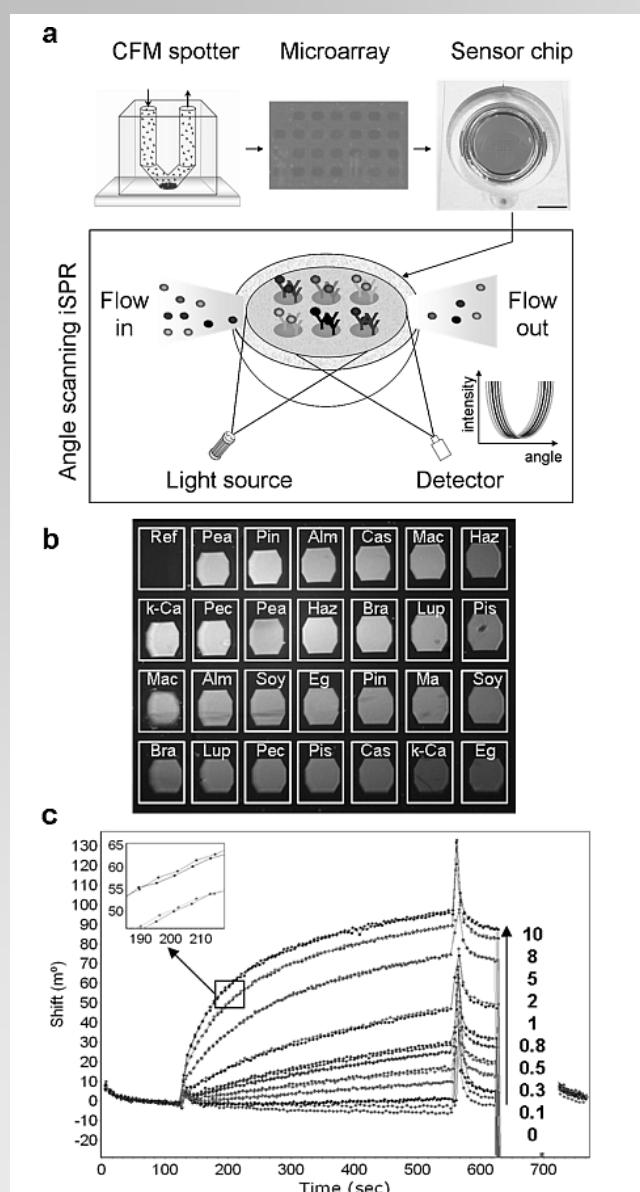 a
CFM spotter Microarray Sensor chip
Angle scanning iSPR
Flow in
Flow out
intensity
angle
Light source Detector
b
Ref Pea Pin Alm Cas Mac Haz
k-Ca Pec Pea Haz Bra Lup Pis
Mac Alm Soy Eg Pin Ma Soy
Bra Lup Pec Pis Cas k-Ca Eg
c
Shift (mº)
130
120
110
100
90
80
70
60
50
40
30
20
10
0
-10
-20
65
60
55
50
190 200 210
10
8
5
2
1
0.8
0.5
0.3
0.1
0
0 100 200 300 400 500 600 700
Time (sec)